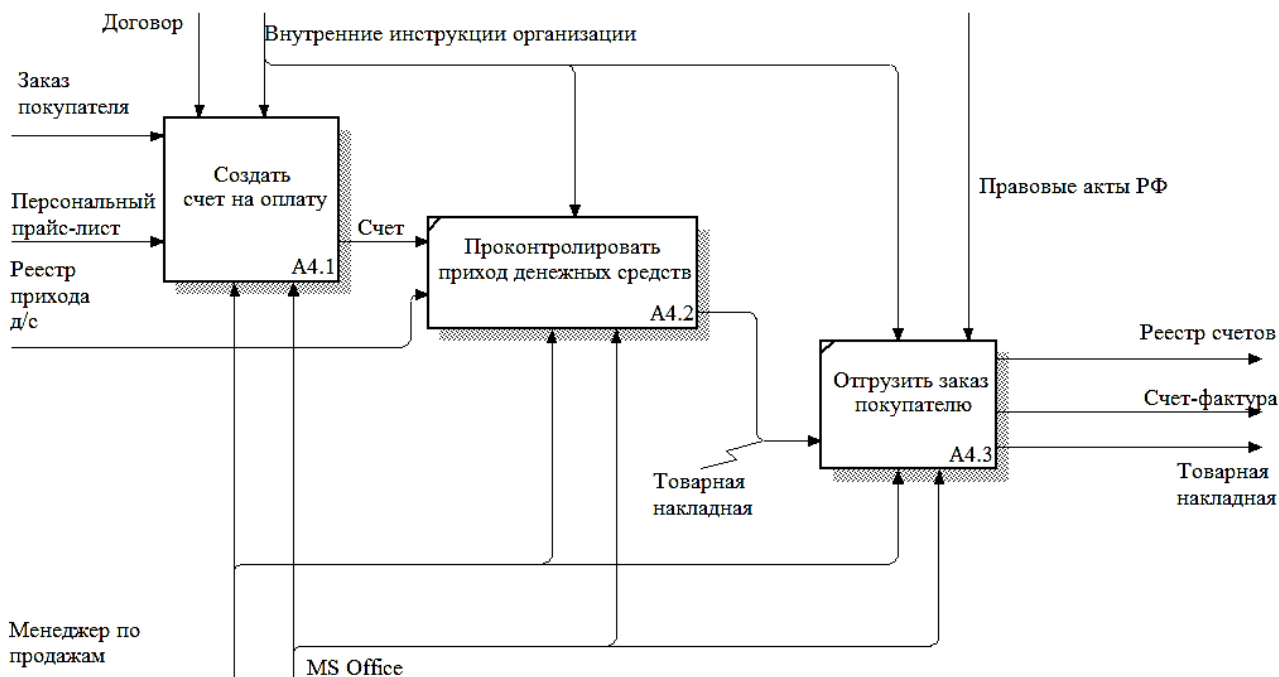 Договор
Внутренние инструкции организации
Заказ
покупателя
Создать
счет на оплату
A4.1
Персональный
прайс-лист
Реестр
прихода
д/с
Счет
Проконтролировать
приход денежных средств
A4.2
Правовые акты РФ
Отгрузить заказ
покупателю
A4.3
Реестр счетов
Счет-фактура
Товарная
накладная
Товарная
накладная
Менеджер по
продажам
MS Office